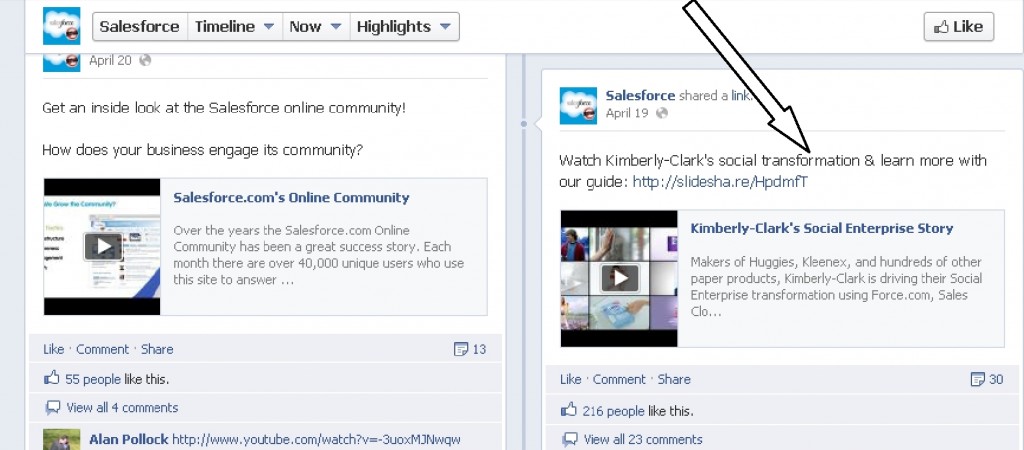 Salesforce Timeline Now Highlights
Like
April 20
Get an inside look at the Salesforce online community!
How does your business engage its community?
Salesforce.com's Online Community
Over the years the Salesforce.com Online
Community has been a great success story. Each
month there are over 40,000 unique users who use
this site to answer ...
Like · Comment · Share 13
55 people like this.
View all 4 comments
Alan Pollock http://www.youtube.com/watch?v=-3uoxMJNwqw
Salesforce shared a link.
April 19
Watch Kimberly-Clark's social transformation & learn more with
our guide: http://slidesha.re/HpdmfT
Kimberly-Clark's Social Enterprise Story
Makers of Huggies, Kleenex, and hundreds of other
paper products, Kimberly-Clark is driving their Social
Enterprise transformation using Force.com, Sales
Clo...
Like · Comment · Share 30
216 people like this.
View all 23 comments